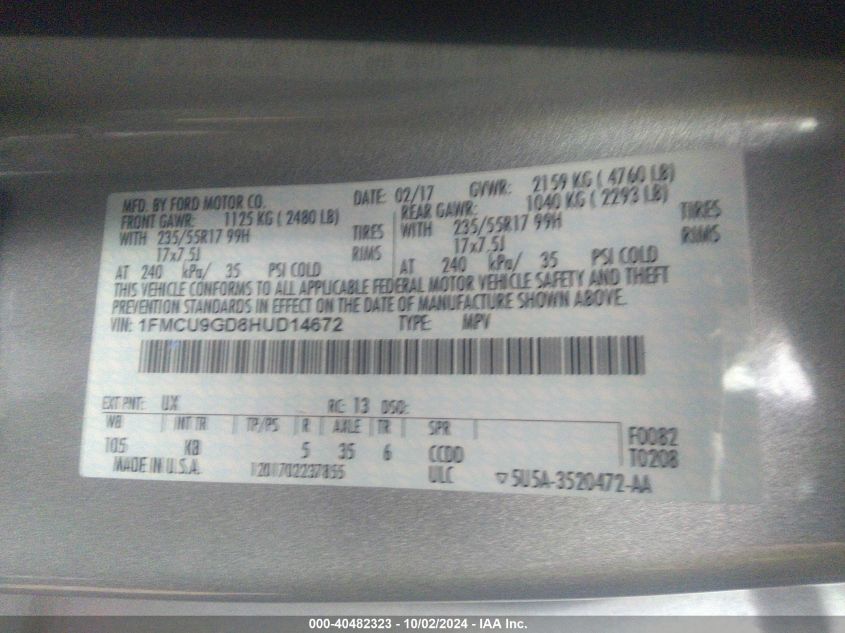 MFD. BY FORD MOTOR CO. DATE: 02/17 GVWR: 2159 KG ( 4760 LB)
FRONT GAWR: 1125 KG ( 2480 LB) REAR GAWR: 1040 KG ( 2293 LB)
WITH 235/55R17 99H TIRES WITH 235/55R17 99H TIRES
17x7.5J RIMS 17x7.5J RIMS
AT 240 kPa/ 35 PSI COLD AT 240 kPa/ 35 PSI COLD
THIS VEHICLE CONFORMS TO ALL APPLICABLE FEDERAL MOTOR VEHICLE SAFETY AND THEFT
PREVENTION STANDARDS IN EFFECT ON THE DATE OF MANUFACTURE SHOWN ABOVE.
VIN: 1FMCU9GD8HUD14672 TYPE: MPV
EXT PNT: UX RC: 13 DSO:
WB INT TR TP/PS R AXLE TR SPR
105 KB 5 35 6 CCDD
F0082
T0208
MADE IN U.S.A. ULC 5U5A-3520472-AA
000-40482323 - 10/02/2024 - IAA Inc.